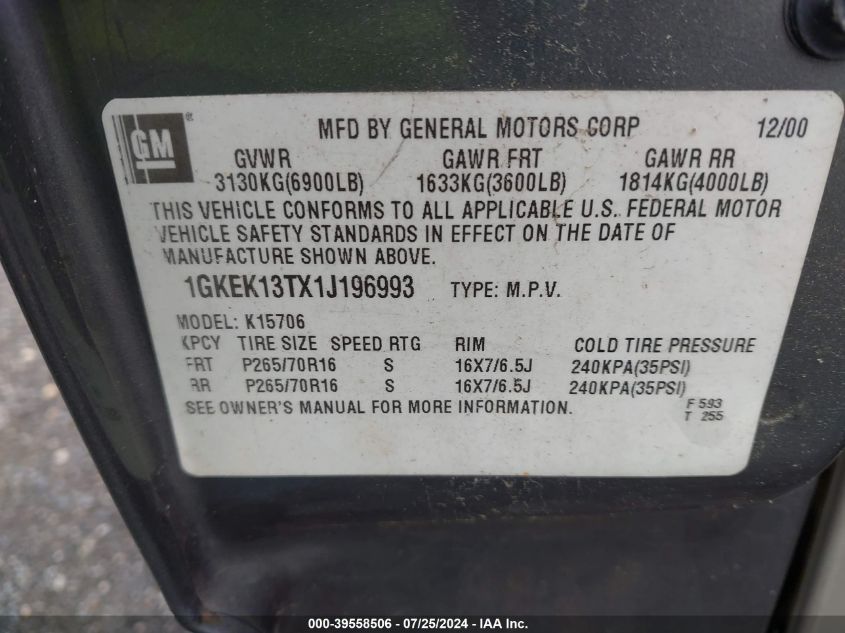 GM ® MFD BY GENERAL MOTORS CORP 12/00
GVWR GAWR FRT GAWR RR
3130KG(6900LB) 1633KG(3600LB) 1814KG(4000LB)
THIS VEHICLE CONFORMS TO ALL APPLICABLE U.S. FEDERAL MOTOR
VEHICLE SAFETY STANDARDS IN EFFECT ON THE DATE OF
MANUFACTURE SHOWN ABOVE.
1GKEK13TX1J196993 TYPE: M.P.V.
MODEL: K15706
KPCY TIRE SIZE SPEED RTG RIM COLD TIRE PRESSURE
FRT P265/70R16 S 16X7/6.5J 240KPA(35PSI)
RR P265/70R16 S 16X7/6.5J 240KPA(35PSI)
SEE OWNER'S MANUAL FOR MORE INFORMATION.
F 593
T 255
000-39558506 - 07/25/2024 - IAA Inc.